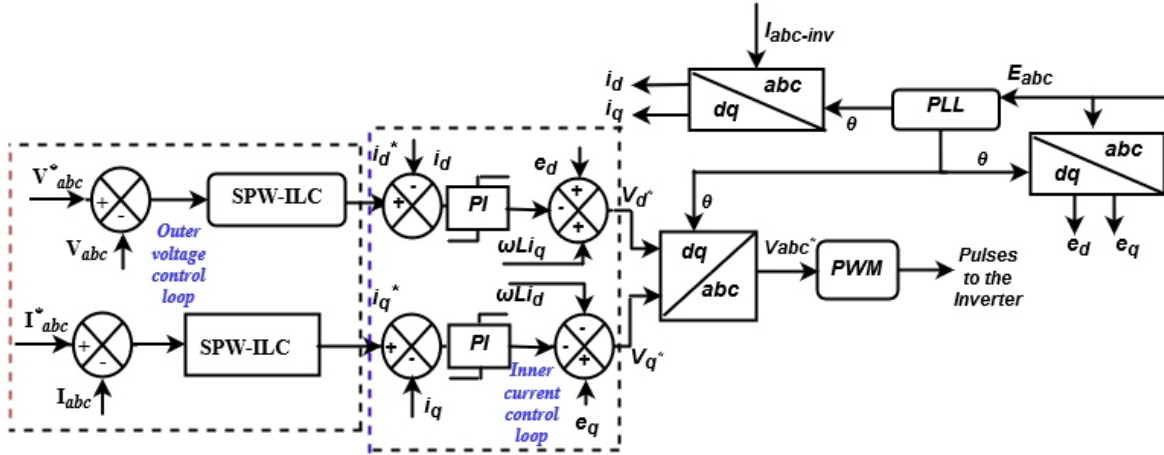 I_abc-inv
i_d
i_q
abc
dq
θ
PLL
E_abc
abc
dq
θ
e_d
e_q
V*_abc
+
-
V_abc
SPW-ILC
Outer
voltage
control
loop
i_d*
i_d
-
+
PI
e_d
+
-
+
ωLi_q
V_d*
θ
dq
abc
Vabc*
PWM
Pulses
to the
Inverter
I*_abc
+
-
I_abc
SPW-ILC
i_q*
+
-
i_q
PI
ωLi_d
-
-
+
e_q
V_q*
Inner
current
control
loop